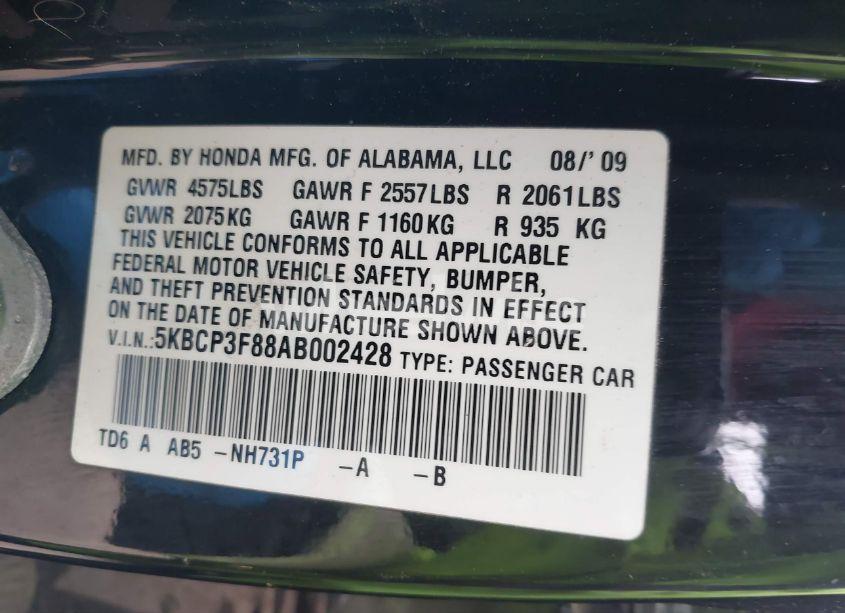 MFD. BY HONDA MFG. OF ALABAMA, LLC 08/' 09
GVWR 4575LBS GAWR F 2557LBS R 2061LBS
GVWR 2075KG GAWR F 1160KG R 935 KG
THIS VEHICLE CONFORMS TO ALL APPLICABLE
FEDERAL MOTOR VEHICLE SAFETY, BUMPER,
AND THEFT PREVENTION STANDARDS IN EFFECT
ON THE DATE OF MANUFACTURE SHOWN ABOVE.
V.I.N.:5KBCP3F88AB002428 TYPE: PASSENGER CAR
TD6 A AB5 -NH731P -A -B